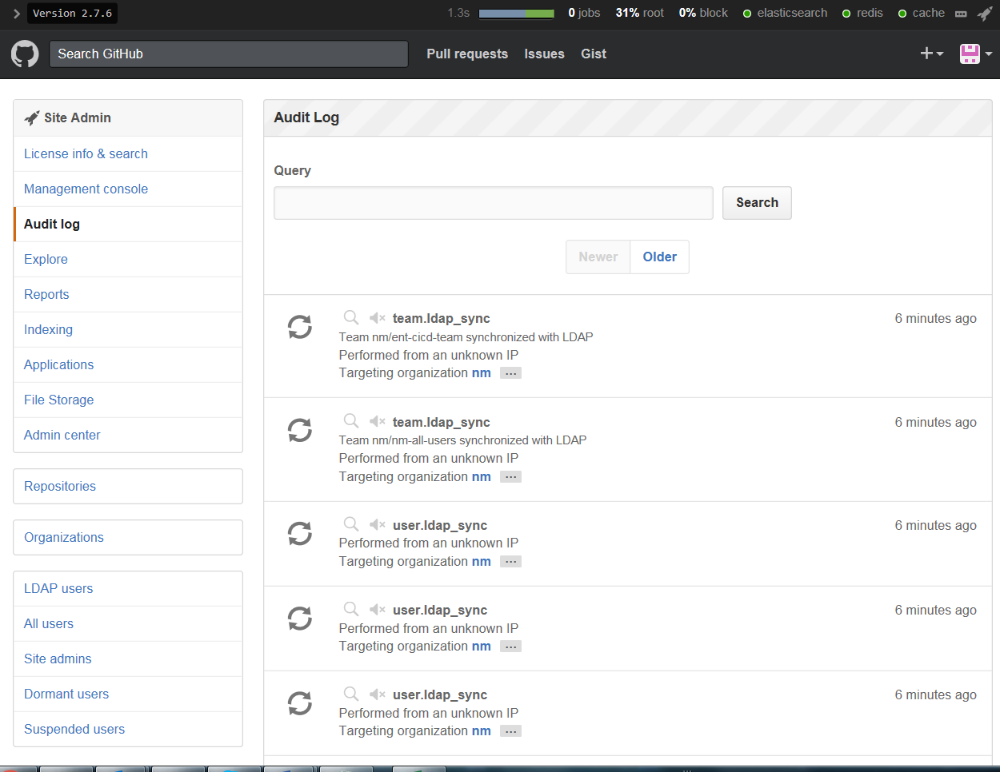 Version 2.7.6
1.3s 0 jobs 31% root 0% block elasticsearch redis cache
Search GitHub
Pull requests Issues Gist
Site Admin
License info & search
Management console
Audit log
Explore
Reports
Indexing
Applications
File Storage
Admin center
Repositories
Organizations
LDAP users
All users
Site admins
Dormant users
Suspended users
Audit Log
Query
Search
Newer Older
team.ldap_sync 6 minutes ago
Team nm/ent-cicd-team synchronized with LDAP
Performed from an unknown IP
Targeting organization nm ...
team.ldap_sync 6 minutes ago
Team nm/nm-all-users synchronized with LDAP
Performed from an unknown IP
Targeting organization nm ...
user.ldap_sync 6 minutes ago
Performed from an unknown IP
Targeting organization nm ...
user.ldap_sync 6 minutes ago
Performed from an unknown IP
Targeting organization nm ...
user.ldap_sync 6 minutes ago
Performed from an unknown IP
Targeting organization nm ...